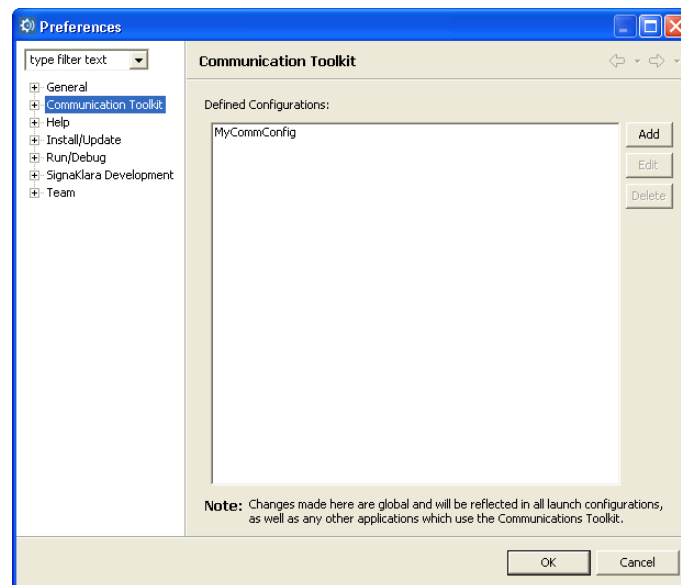 Preferences
type filter text
General
Communication Toolkit
Help
Install/Update
Run/Debug
SignaKlara Development
Team
Communication Toolkit
Defined Configurations:
MyCommConfig
Add
Edit
Delete
Note: Changes made here are global and will be reflected in all launch configurations,
as well as any other applications which use the Communications Toolkit.
OK
Cancel